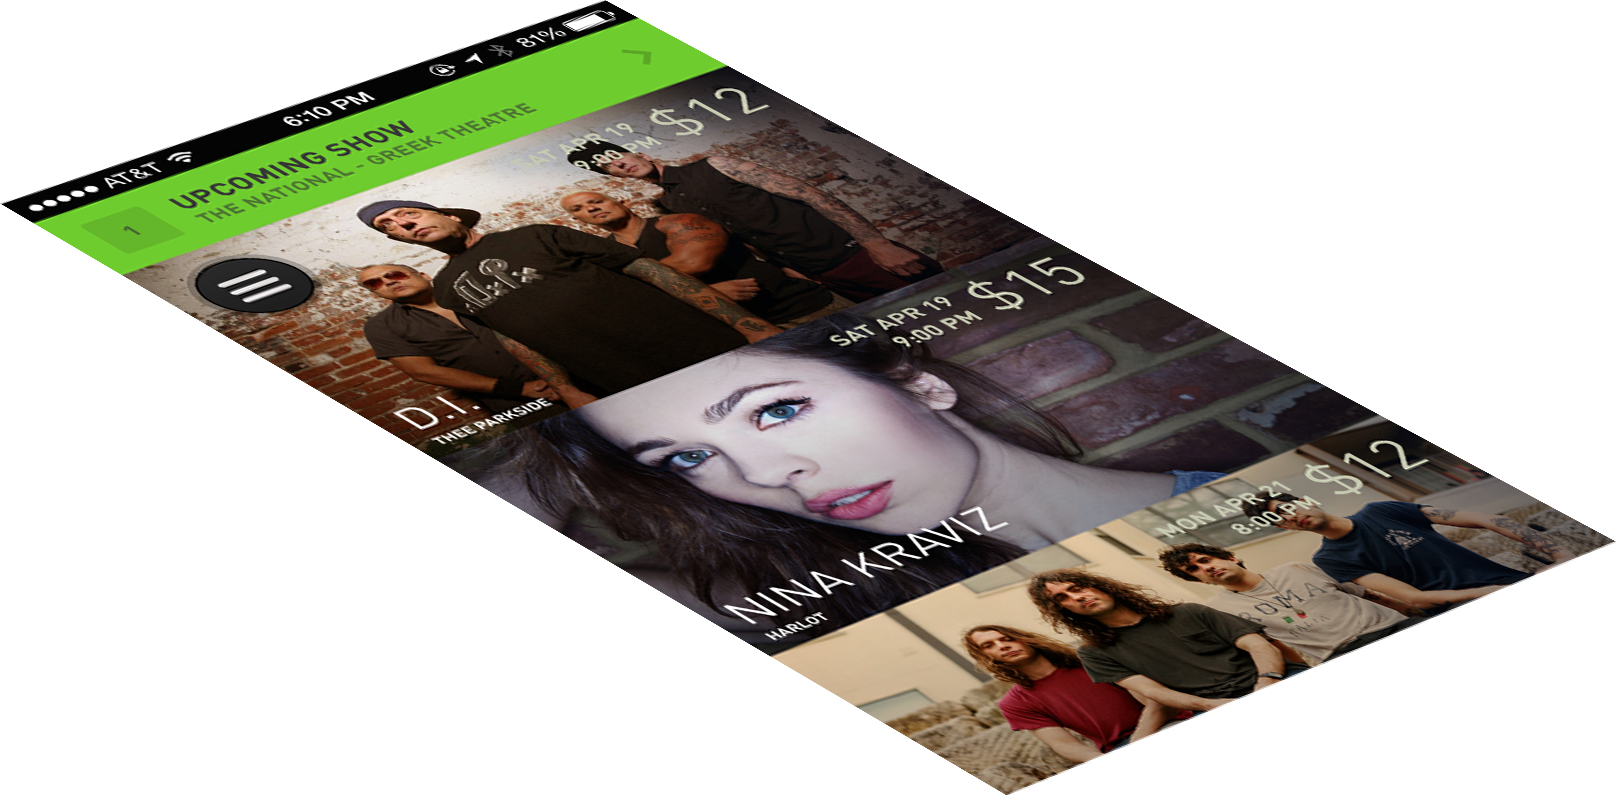 AT&T
6:10 PM
81%
1
UPCOMING SHOW
THE NATIONAL - GREEK THEATRE
SAT APR 19
9:00 PM
$12
D.I.
THEE PARKSIDE
SAT APR 19
9:00 PM
$15
NINA KRAVIZ
HARLOT
MON APR 21
8:00 PM
$12
ROMA